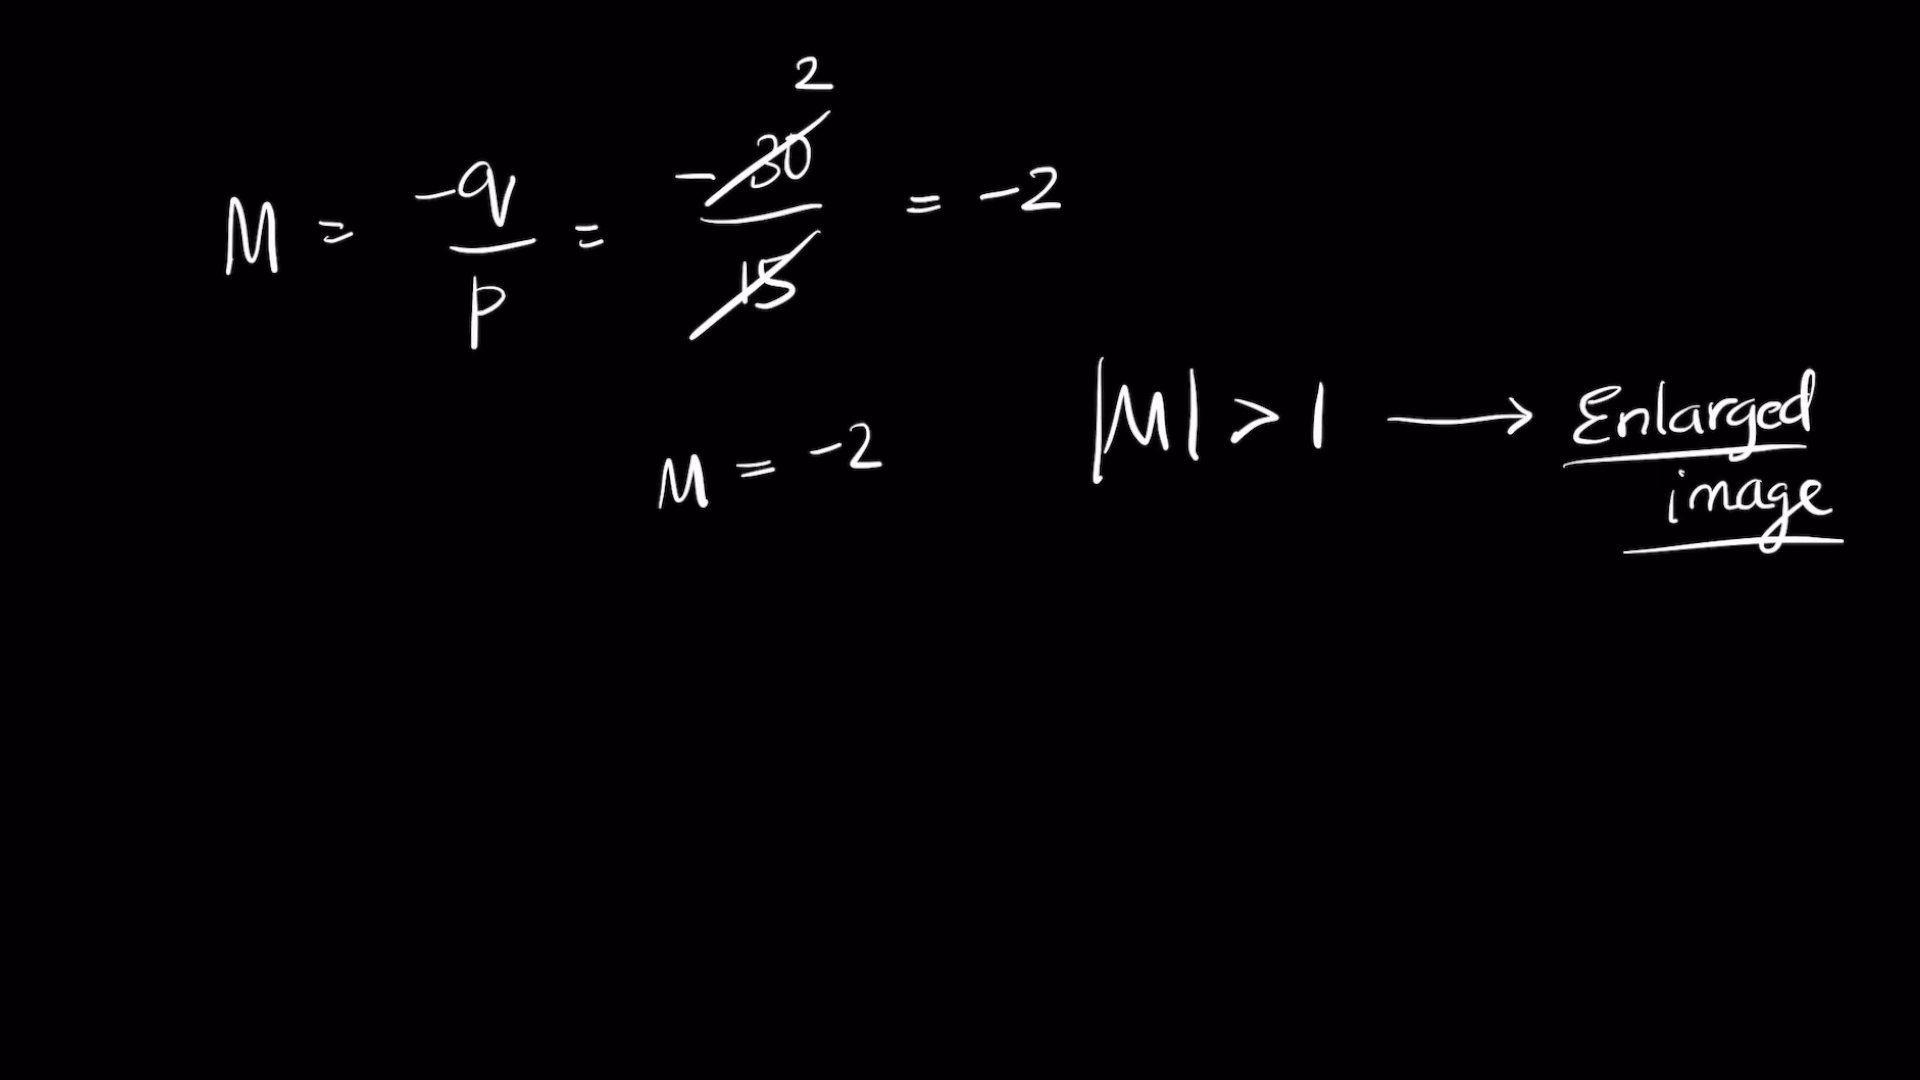 M = -q/p = -30/15 = -2
2
M = -2
|M| > 1 → Enlarged
image